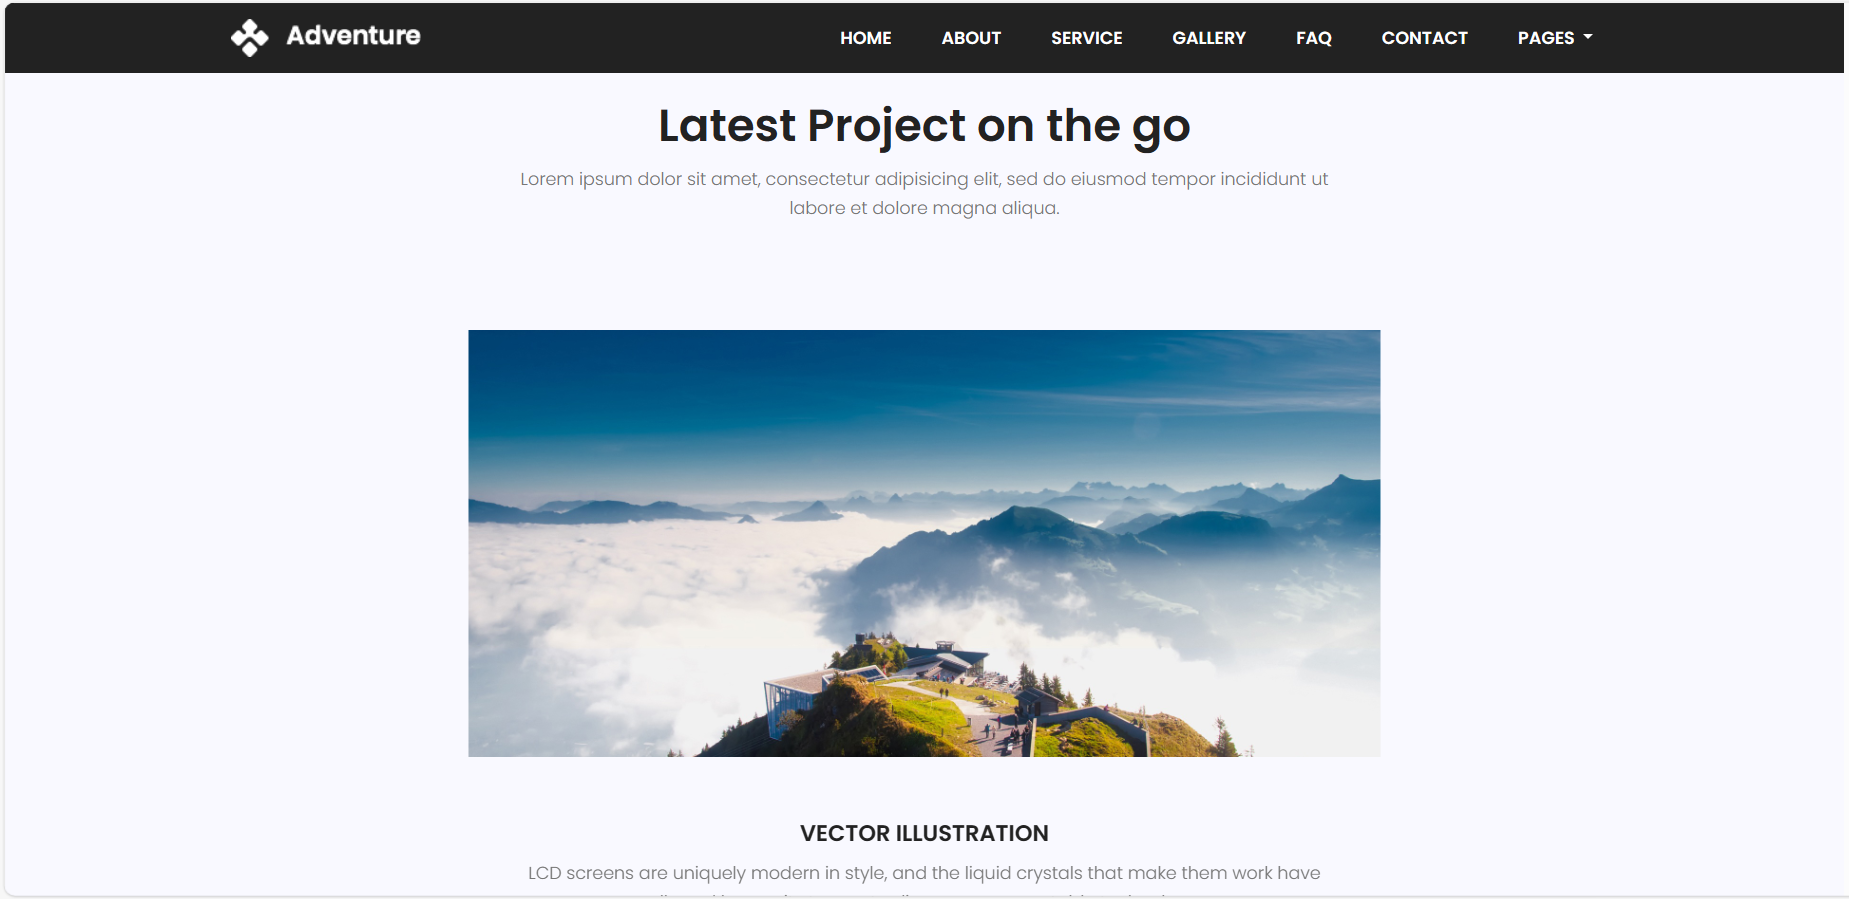 Adventure
HOME ABOUT SERVICE GALLERY FAQ CONTACT PAGES
Latest Project on the go
Lorem ipsum dolor sit amet, consectetur adipisicing elit, sed do eiusmod tempor incididunt ut
labore et dolore magna aliqua.
VECTOR ILLUSTRATION
LCD screens are uniquely modern in style, and the liquid crystals that make them work have